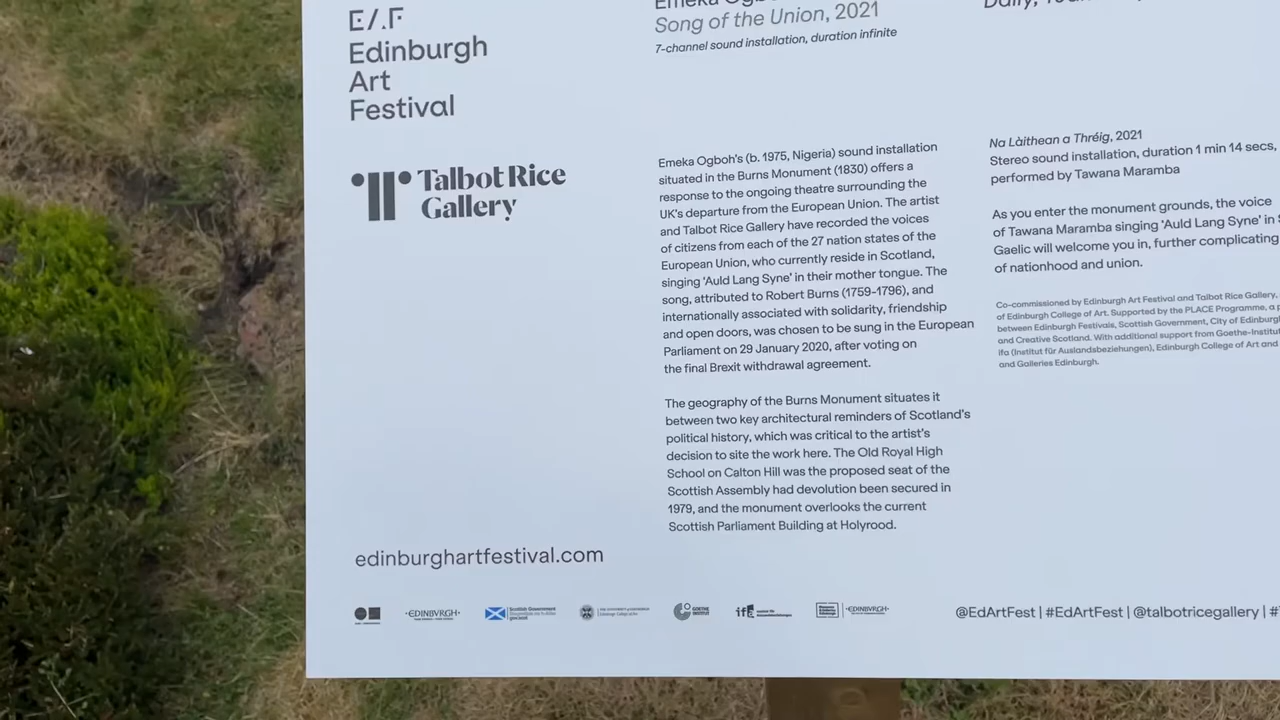 E/.F
Edinburgh
Art
Festival
Talbot Rice
Gallery
edinburghartfestival.com
Emeka
Song of the Union, 2021
7-channel sound installation, duration infinite
Emeka Ogboh's (b. 1975, Nigeria) sound installation
situated in the Burns Monument (1830) offers a
response to the ongoing theatre surrounding the
UK's departure from the European Union. The artist
and Talbot Rice Gallery have recorded the voices
of citizens from each of the 27 nation states of the
European Union, who currently reside in Scotland,
singing 'Auld Lang Syne' in their mother tongue. The
song, attributed to Robert Burns (1759-1796), and
internationally associated with solidarity, friendship
and open doors, was chosen to be sung in the European
Parliament on 29 January 2020, after voting on
the final Brexit withdrawal agreement.
The geography of the Burns Monument situates it
between two key architectural reminders of Scotland's
political history, which was critical to the artist's
decision to site the work here. The Old Royal High
School on Calton Hill was the proposed seat of the
Scottish Assembly had devolution been secured in
1979, and the monument overlooks the current
Scottish Parliament Building at Holyrood.
Daily,
Na Làithean a Thréig, 2021
Stereo sound installation, duration 1 min 14 secs,
performed by Tawana Maramba
As you enter the monument grounds, the voice
of Tawana Maramba singing 'Auld Lang Syne' in
Gaelic will welcome you in, further complicating
of nationhood and union.
Co-commissioned by Edinburgh Art Festival and Talbot Rice Gallery,
of Edinburgh College of Art. Supported by the PLACE Programme, a
between Edinburgh Festivals, Scottish Government, City of Edinburgh
and Creative Scotland. With additional support from Goethe-Institut
ifa (Institut für Auslandsbeziehungen), Edinburgh College of Art and
and Galleries Edinburgh.
·EDINBVRGH·
Scottish Government
GOETHE
INSTITUT
ifa
·EDINBVRGH·
@EdArtFest | #EdArtFest | @talbotricegallery |